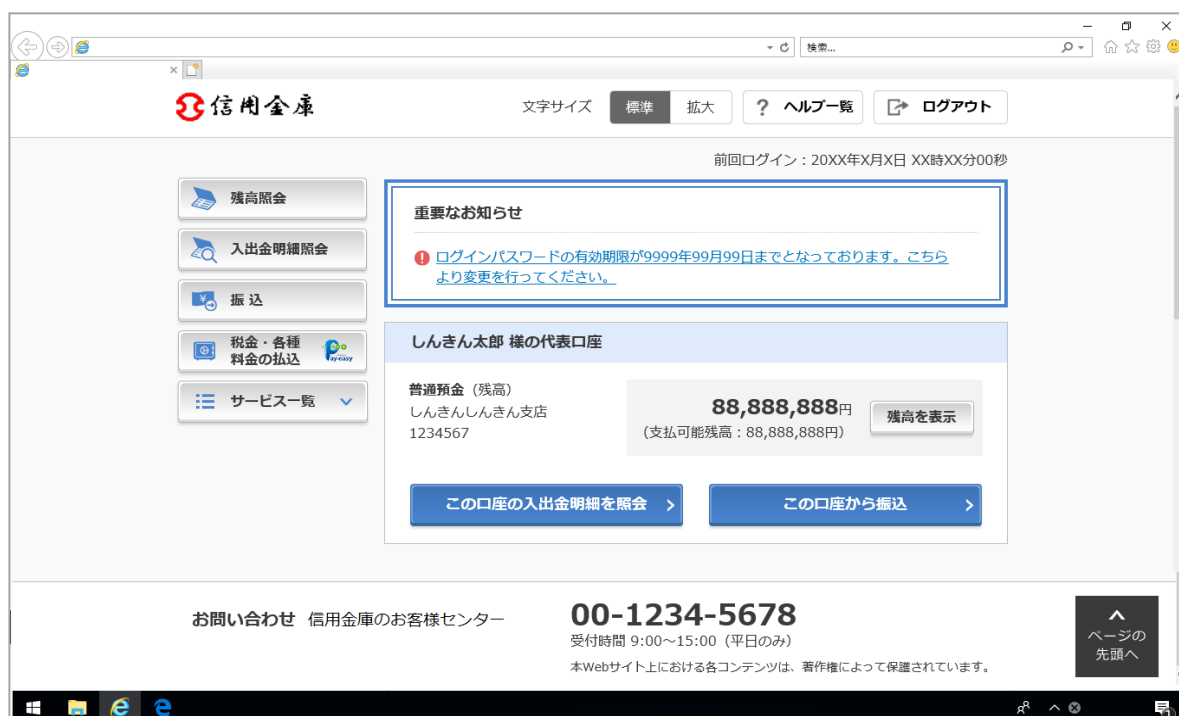 検索...
信用金庫
文字サイズ 標準 拡大 ? ヘルプ一覧 ログアウト
前回ログイン：20XX年X月X日 XX時XX分00秒
残高照会
入出金明細照会
振込
税金・各種
料金の払込
Pay-easy
サービス一覧
重要なお知らせ
ログインパスワードの有効期限が9999年99月99日までとなっております。こちら
より変更を行ってください。
しんきん太郎 様の代表口座
普通預金（残高）
しんきんしんきん支店
1234567
88,888,888円
（支払可能残高：88,888,888円）
残高を表示
この口座の入出金明細を照会
この口座から振込
お問い合わせ 信用金庫のお客様センター
00-1234-5678
受付時間 9:00～15:00（平日のみ）
本Webサイト上における各コンテンツは、著作権によって保護されています。
ページの
先頭へ